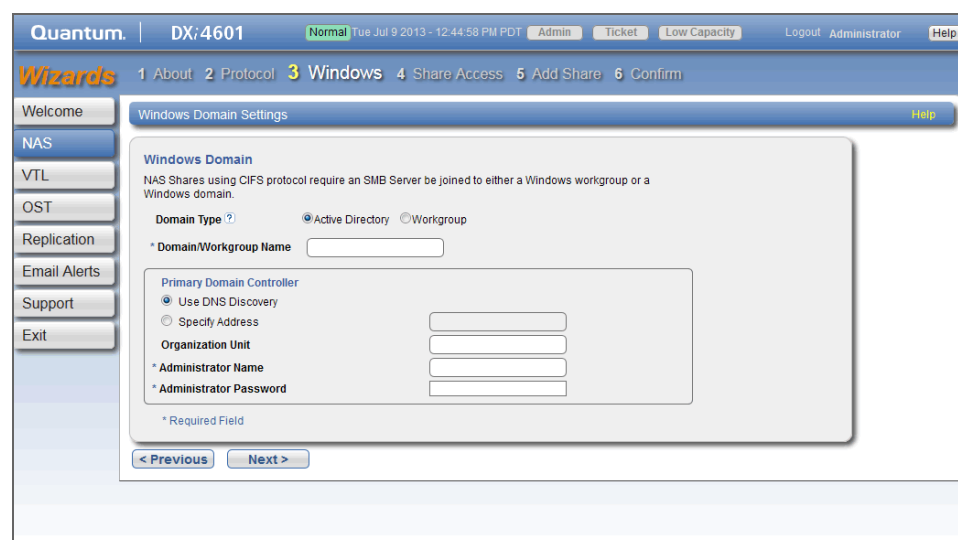 Quantum. DXi4601 Normal Tue Jul 9 2013 - 12:44:58 PM PDT Admin Ticket Low Capacity Logout Administrator Help
Wizards 1 About 2 Protocol 3 Windows 4 Share Access 5 Add Share 6 Confirm
Welcome
NAS
VTL
OST
Replication
Email Alerts
Support
Exit
Windows Domain Settings Help
Windows Domain
NAS Shares using CIFS protocol require an SMB Server be joined to either a Windows workgroup or a
Windows domain.
Domain Type ? Active Directory Workgroup
* Domain/Workgroup Name
Primary Domain Controller
Use DNS Discovery
Specify Address
Organization Unit
* Administrator Name
* Administrator Password
* Required Field
< Previous Next >